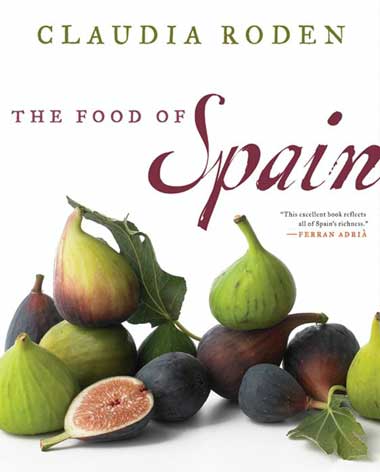 CLAUDIA RODEN
THE FOOD OF
Spain
"This excellent book reflects
all of Spain's richness."
—FERRAN ADRIÀ